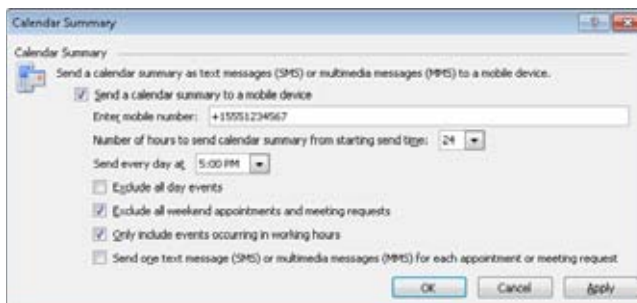 Calendar Summary
Calendar Summary
Send a calendar summary as text messages (SMS) or multimedia messages (MMS) to a mobile device.
Send a calendar summary to a mobile device
Enter mobile number: +15551234567
Number of hours to send calendar summary from starting send time: 24
Send every day at 5:00 PM
Exclude all day events
Exclude all weekend appointments and meeting requests
Only include events occurring in working hours
Send one text message (SMS) or multimedia messages (MMS) for each appointment or meeting request
OK Cancel Apply